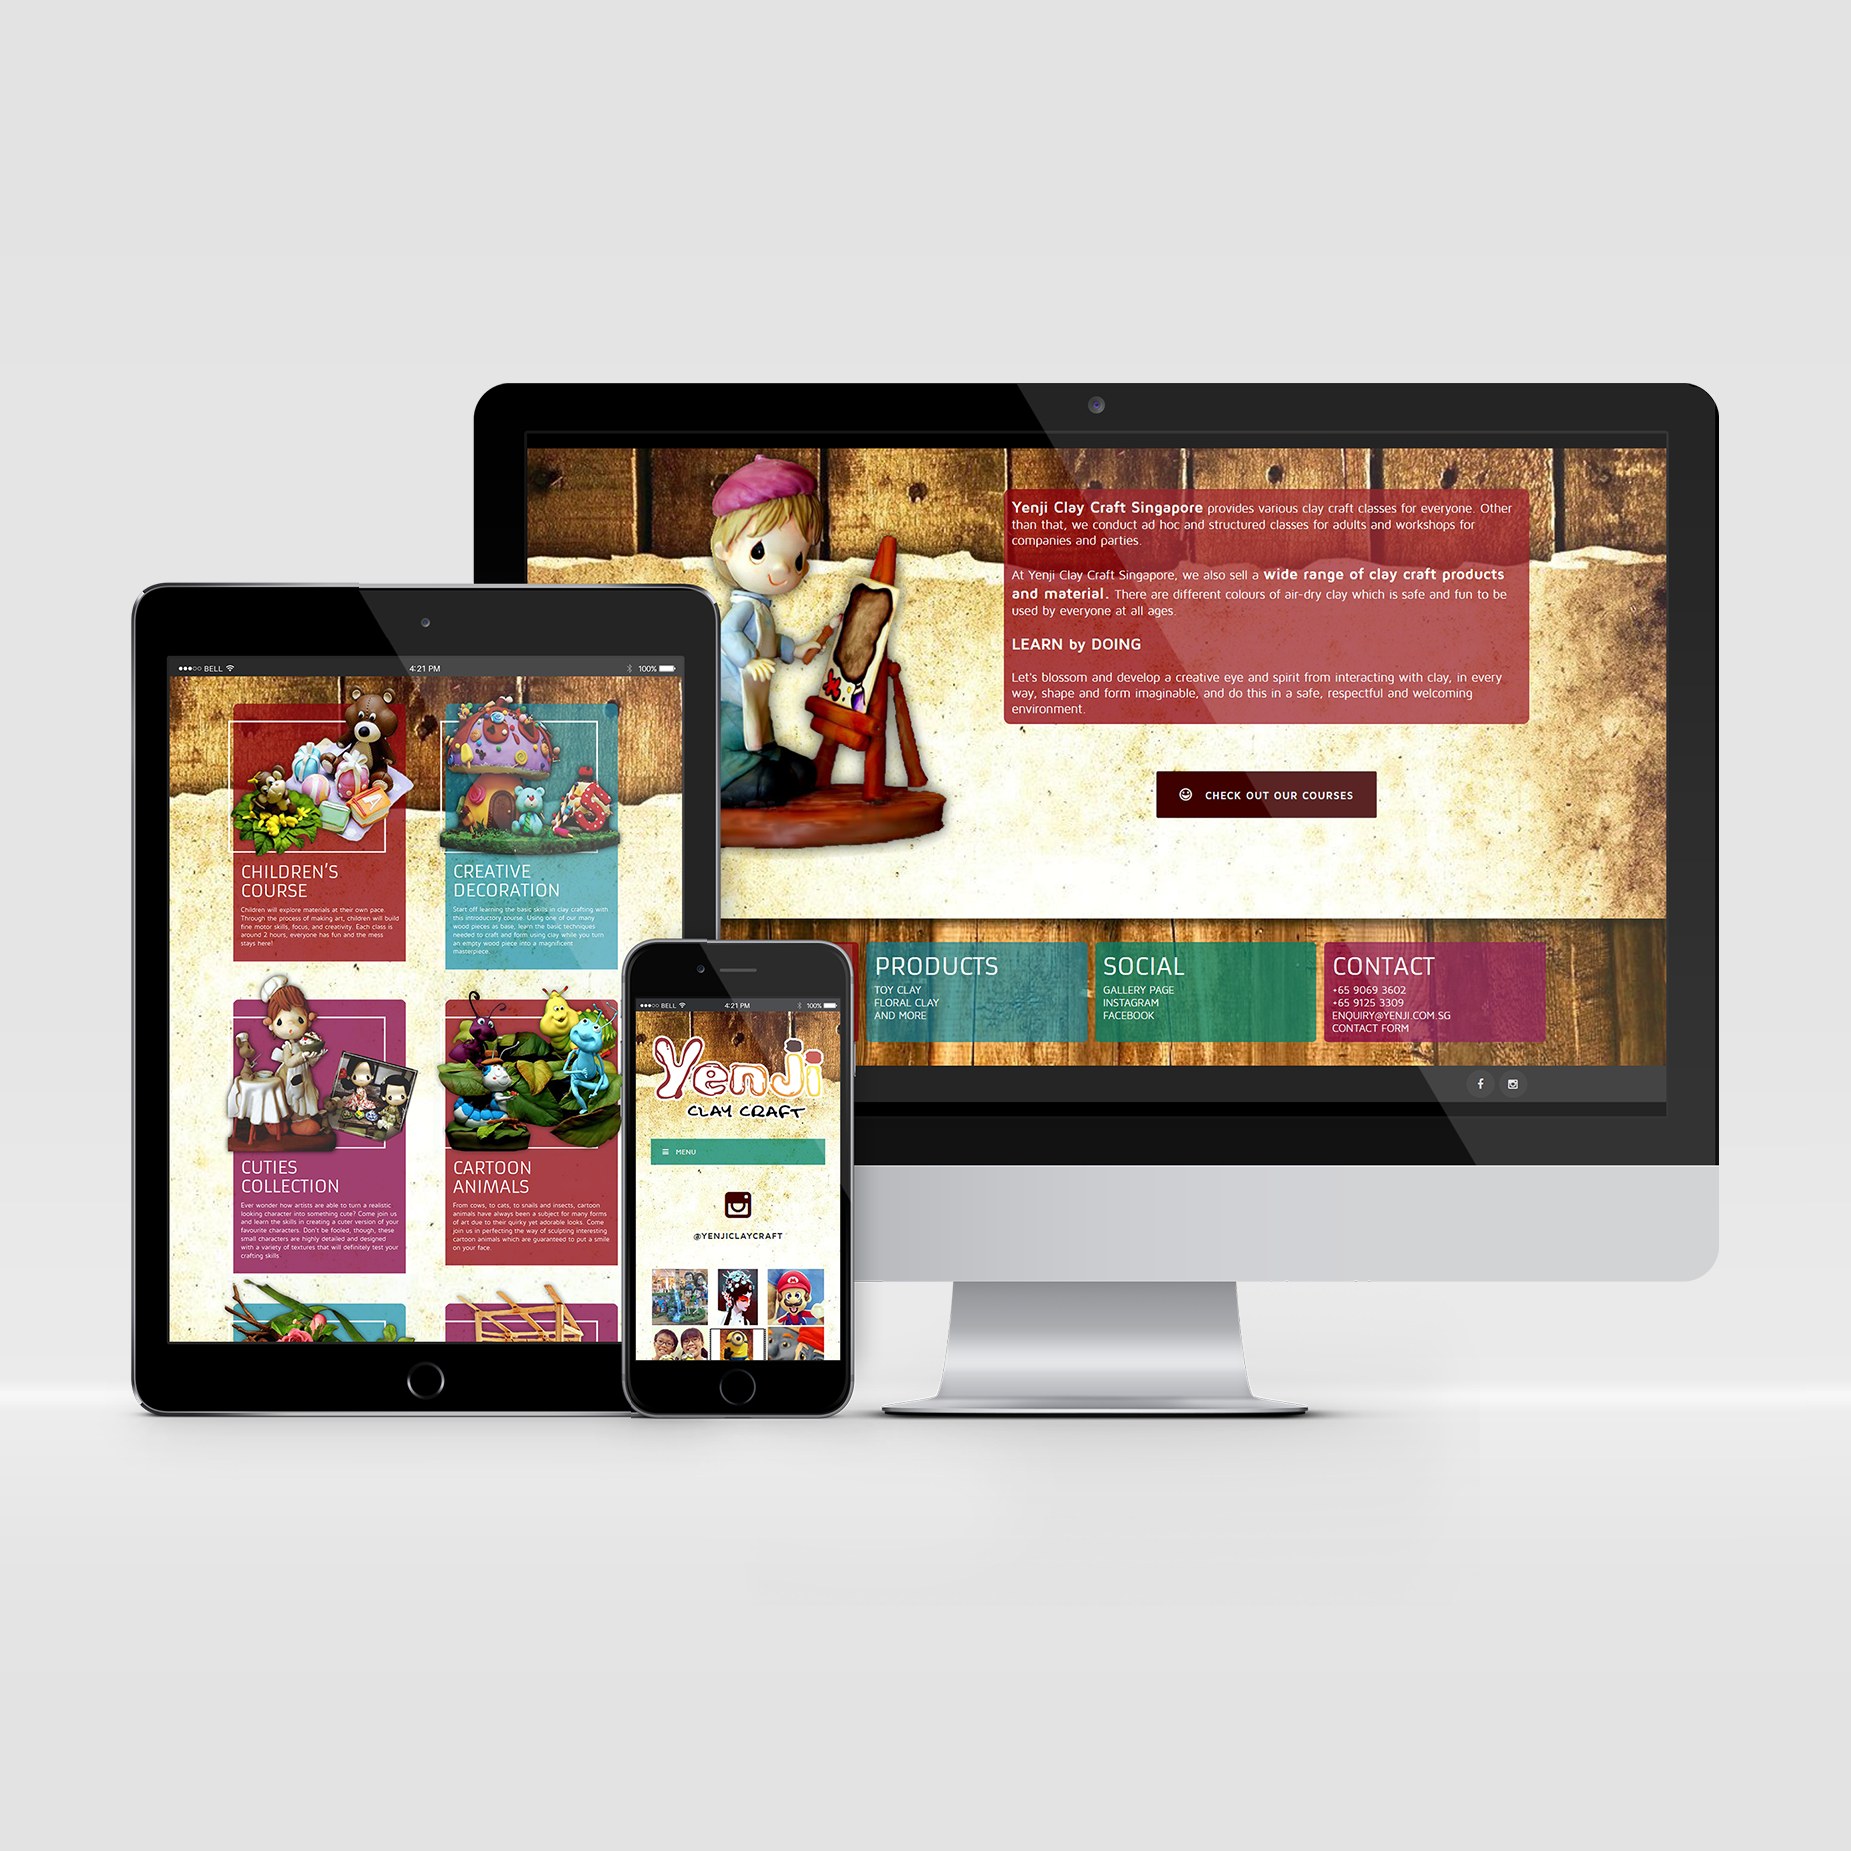 Yenji Clay Craft Singapore provides various clay craft classes for everyone. Other
than that, we conduct ad hoc and structured classes for adults and workshops for
companies and parties.
At Yenji Clay Craft Singapore, we also sell a wide range of clay craft products
and material. There are different colours of air-dry clay which is safe and fun to be
used by everyone at all ages.
LEARN by DOING
Let's blossom and develop a creative eye and spirit from interacting with clay, in every
way, shape and form imaginable, and do this in a safe, respectful and welcoming
environment.
CHECK OUT OUR COURSES
PRODUCTS
TOY CLAY
FLORAL CLAY
AND MORE
SOCIAL
GALLERY PAGE
INSTAGRAM
FACEBOOK
CONTACT
+65 9069 3602
+65 9125 3309
ENQUIRY@YENJI.COM.SG
CONTACT FORM
BELL 4:21 PM 100%
CHILDREN'S
COURSE
Children will explore materials at their own pace.
Through the process of making art, children will build
fine motor skills, focus, and creativity. Each class is
around 2 hours, everyone has fun and the mess
stays here!
CREATIVE
DECORATION
Start off learning the basic skills in clay crafting with
this introductory course. Using one of our many
wood pieces as base, learn the basic techniques
needed to craft and form using clay while you turn
an empty wood piece into a magnificent
masterpiece.
CUTIES
COLLECTION
Ever wonder how artists are able to turn a realistic
looking character into something cute? Come join us
and learn the skills in creating a cuter version of your
favourite characters. Don't be fooled, though, these
small characters are highly detailed and designed
with a variety of textures that will definitely test your
crafting skills.
CARTOON
ANIMALS
From cows, to cats, to snails and insects, cartoon
animals have always been a subject for many forms
of art due to their quirky yet adorable looks. Come
join us in perfecting the way of sculpting interesting
cartoon animals which are guaranteed to put a smile
on your face.
BELL 4:21 PM 100%
Yenji
CLAY CRAFT
MENU
@YENJICLAYCRAFT